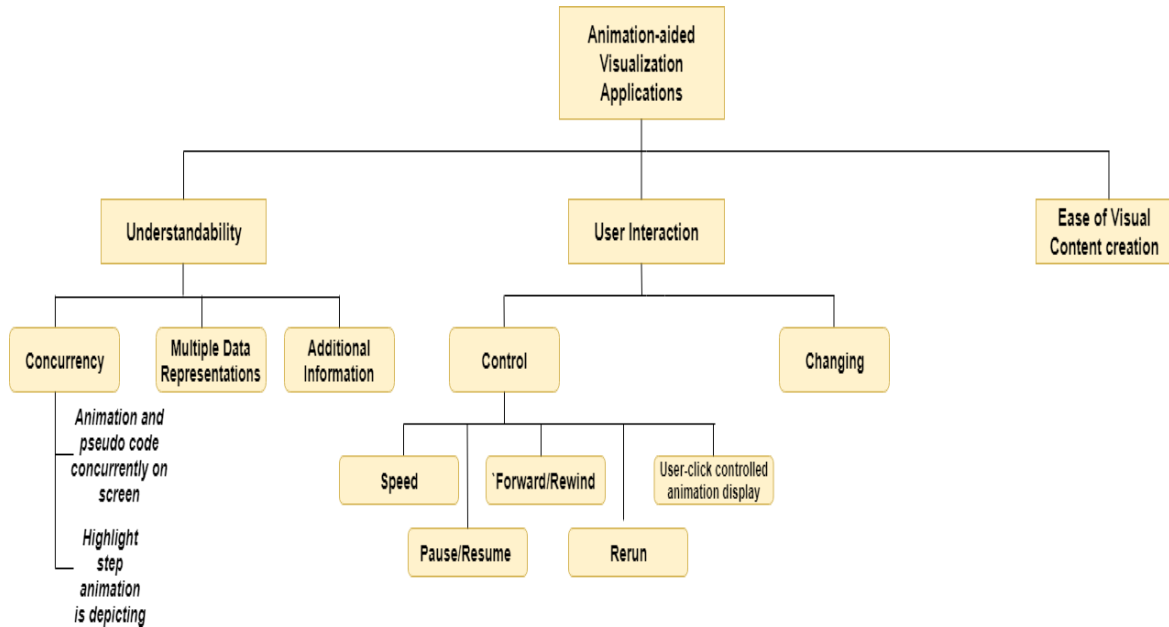 Animation-aided
Visualization
Applications
Understandability
User Interaction
Ease of Visual
Content creation
Concurrency
Multiple Data
Representations
Additional
Information
Control
Changing
Animation and
pseudo code
concurrently on
screen
Highlight
step
animation
is depicting
Speed
`Forward/Rewind
User-click controlled
animation display
Pause/Resume
Rerun